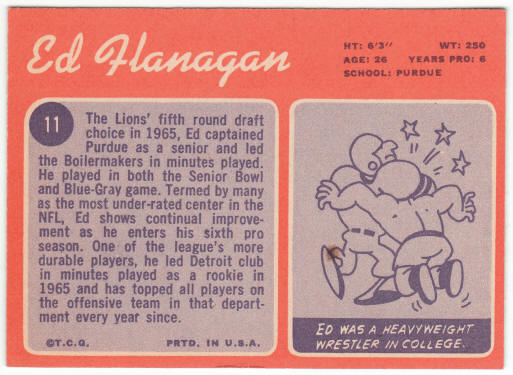 Ed Flanagan
HT: 6'3" WT: 250
AGE: 26 YEARS PRO: 6
SCHOOL: PURDUE
11
The Lions' fifth round draft
choice in 1965, Ed captained
Purdue as a senior and led
the Boilermakers in minutes played.
He played in both the Senior Bowl
and Blue-Gray game. Termed by many
as the most under-rated center in the
NFL, Ed shows continual improve-
ment as he enters his sixth pro
season. One of the league's more
durable players, he led Detroit club
in minutes played as a rookie in
1965 and has topped all players on
the offensive team in that depart-
ment every year since.
©T.C.G. PRTD. IN U.S.A.
ED WAS A HEAVYWEIGHT
WRESTLER IN COLLEGE.